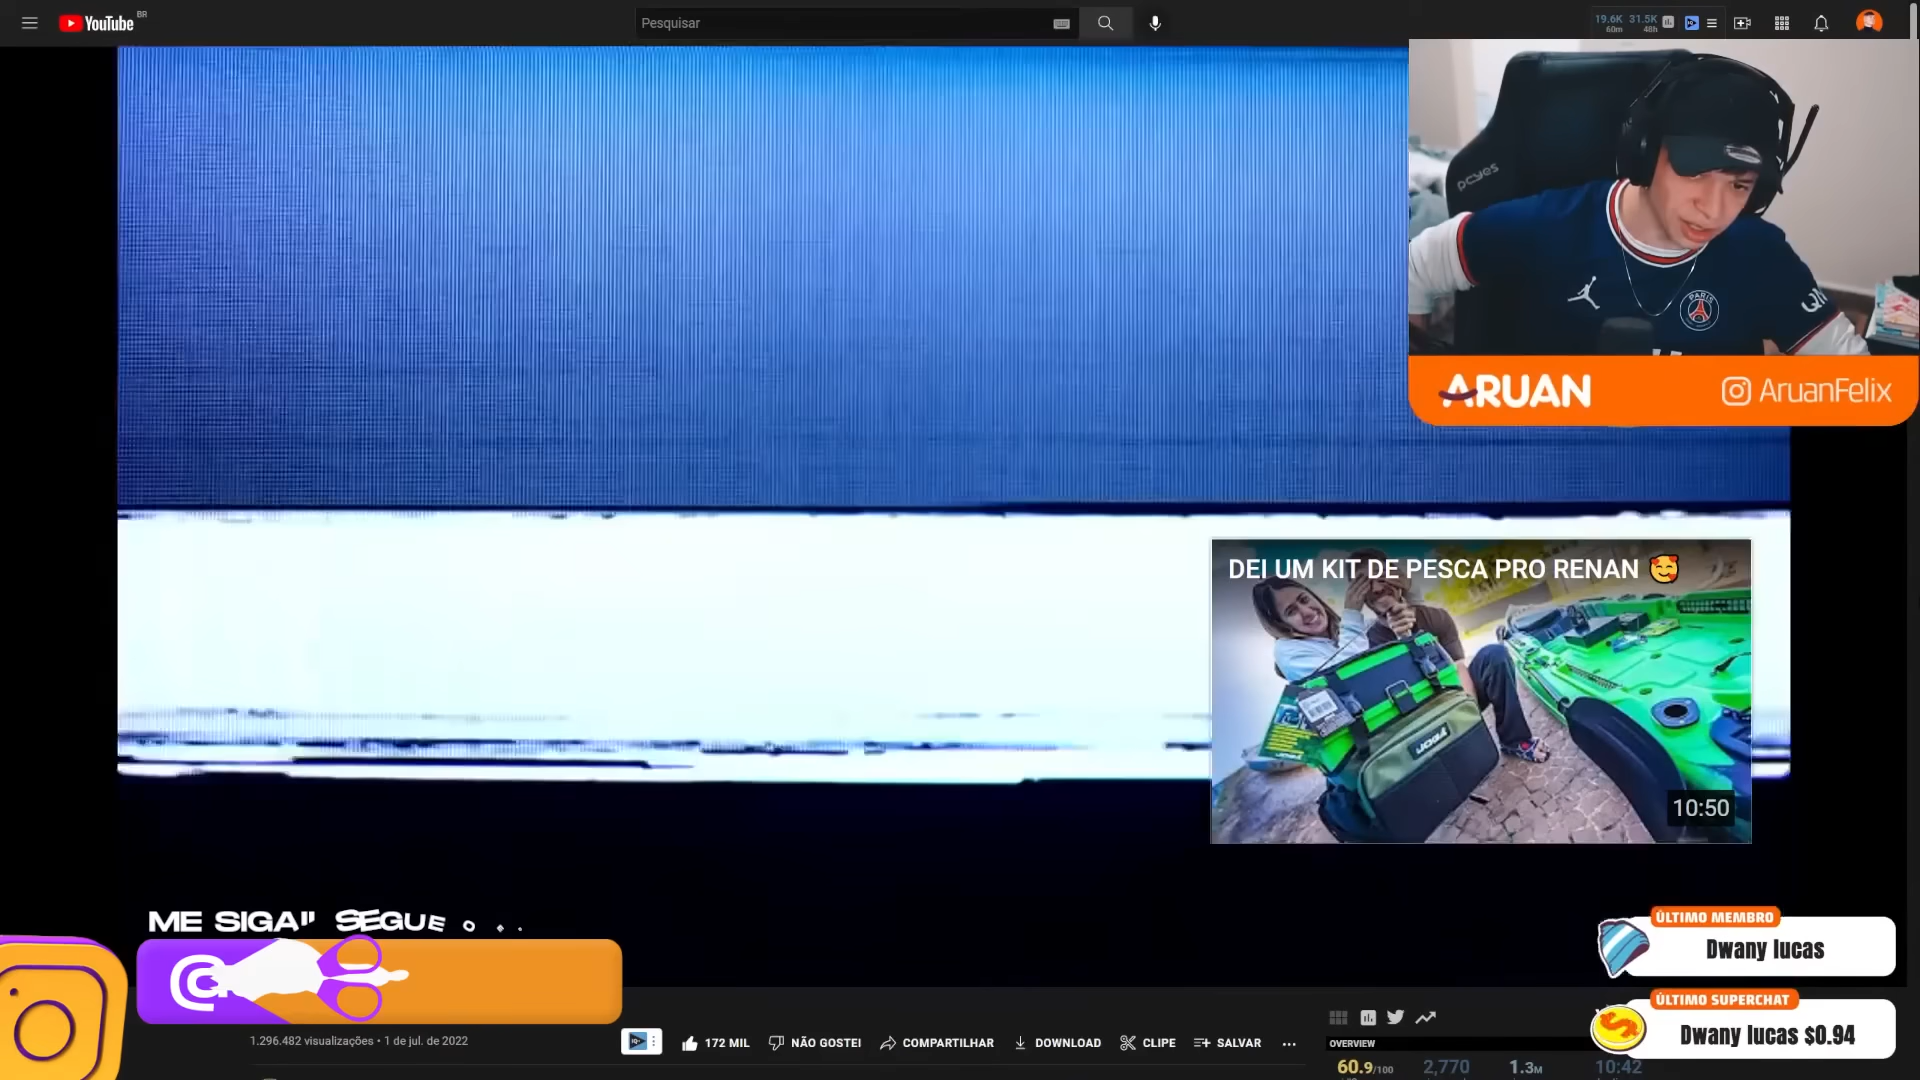 YouTube BR
Pesquisar
19.6K 31.5K
60m 48h
pcyes
PARIS
ARUAN
AruanFelix
DEI UM KIT DE PESCA PRO RENAN 🥰
10:50
ME SIGA" SEGUE O . .
ÚLTIMO MEMBRO
Dwany lucas
ÚLTIMO SUPERCHAT
Dwany lucas $0.94
1.296.482 visualizações • 1 de jul. de 2022
172 MIL
NÃO GOSTEI
COMPARTILHAR
DOWNLOAD
CLIPE
SALVAR
OVERVIEW
60.9/100
2,770
1.3M
10:42